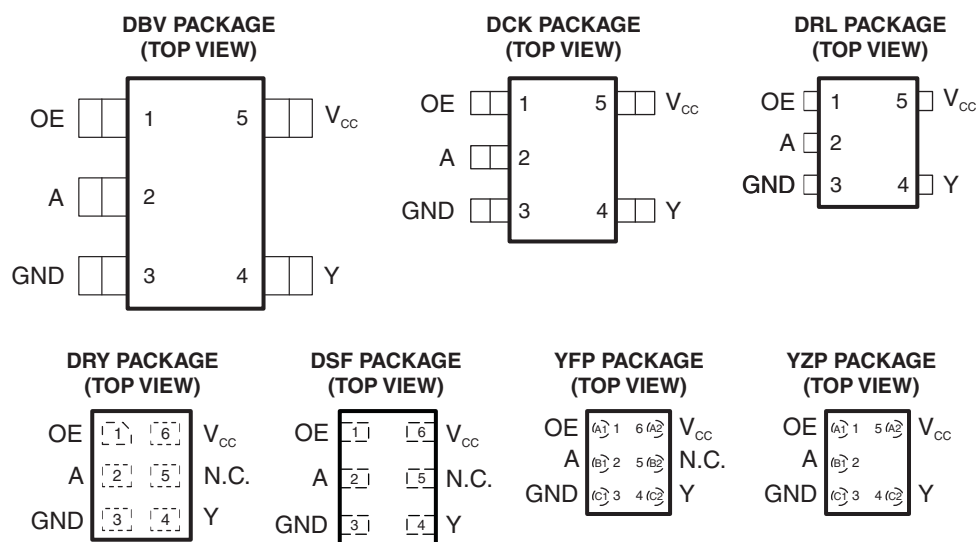 DBV PACKAGE
(TOP VIEW)
OE 1 5 VCC
A 2
GND 3 4 Y
DCK PACKAGE
(TOP VIEW)
OE 1 5 VCC
A 2
GND 3 4 Y
DRL PACKAGE
(TOP VIEW)
OE 1 5 VCC
A 2
GND 3 4 Y
DRY PACKAGE
(TOP VIEW)
OE 1 6 VCC
A 2 5 N.C.
GND 3 4 Y
DSF PACKAGE
(TOP VIEW)
OE 1 6 VCC
A 2 5 N.C.
GND 3 4 Y
YFP PACKAGE
(TOP VIEW)
OE A1 1 6 A2 VCC
A B1 2 5 B2 N.C.
GND C1 3 4 C2 Y
YZP PACKAGE
(TOP VIEW)
OE A1 1 5 A2 VCC
A B1 2
GND C1 3 4 C2 Y